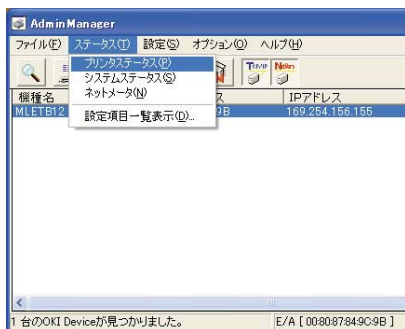 AdminManager
ファイル(F) ステータス(T) 設定(S) オプション(O) ヘルプ(H)
プリンタステータス(P)
システムステータス(S)
ネットメータ(N)
設定項目一覧表示(D)...
TCP/IP
機種名 ス IPアドレス
MLETB12 9B 169.254.156.155
1 台のOKI Deviceが見つかりました。 E/A [ 00:80:87:84:9C:9B ]